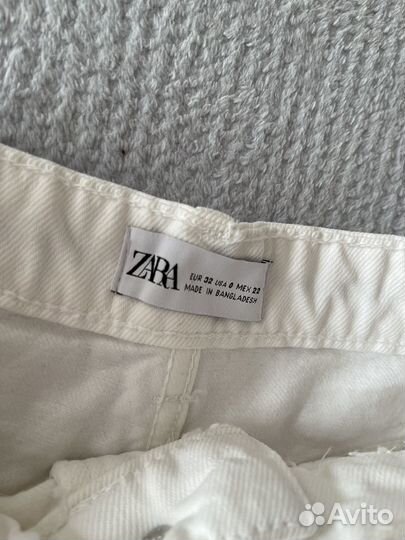 ZARA
EUR 32 USA 0 MEX 22
MADE IN BANGLADESH
Avito